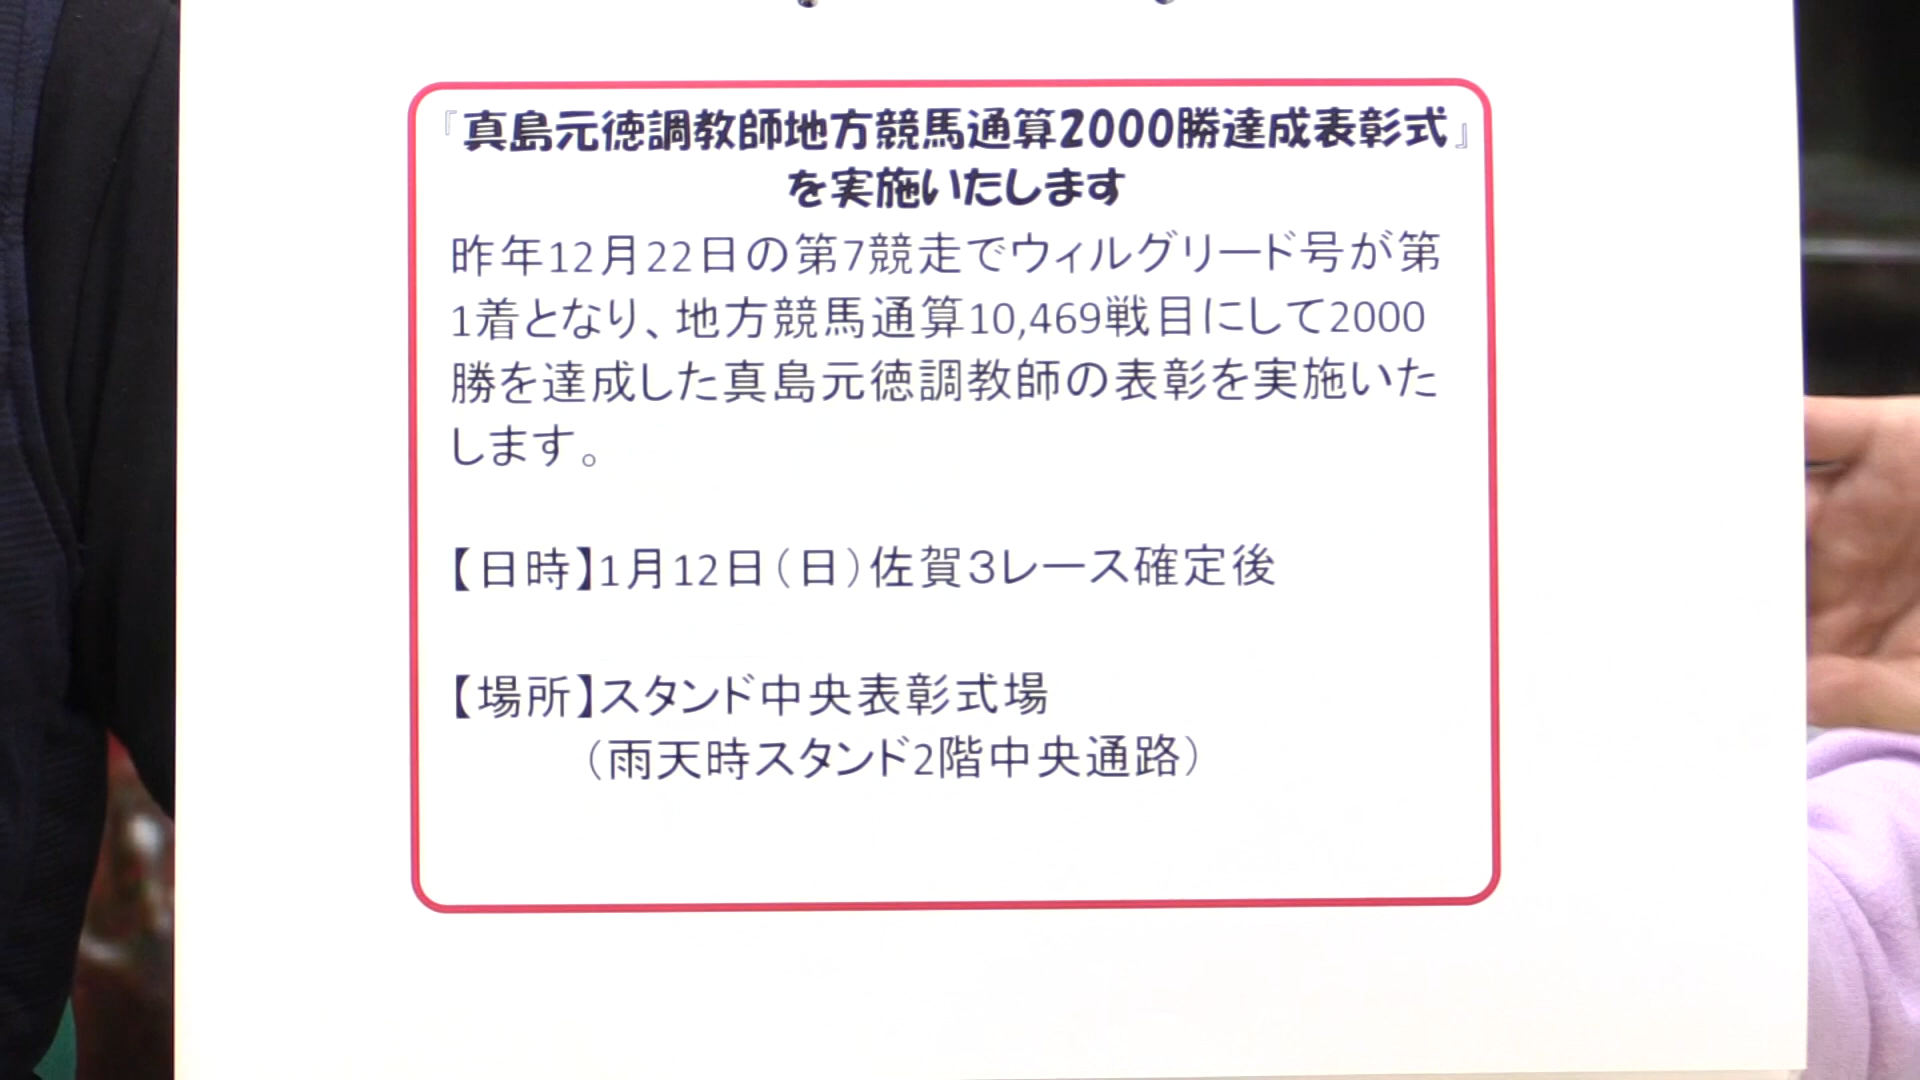 『真島元徳調教師地方競馬通算2000勝達成表彰式』
を実施いたします
昨年12月22日の第7競走でウィルグリード号が第
1着となり、地方競馬通算10,469戦目にして2000
勝を達成した真島元徳調教師の表彰を実施いた
します。
【日時】1月12日（日）佐賀３レース確定後
【場所】スタンド中央表彰式場
（雨天時スタンド2階中央通路）